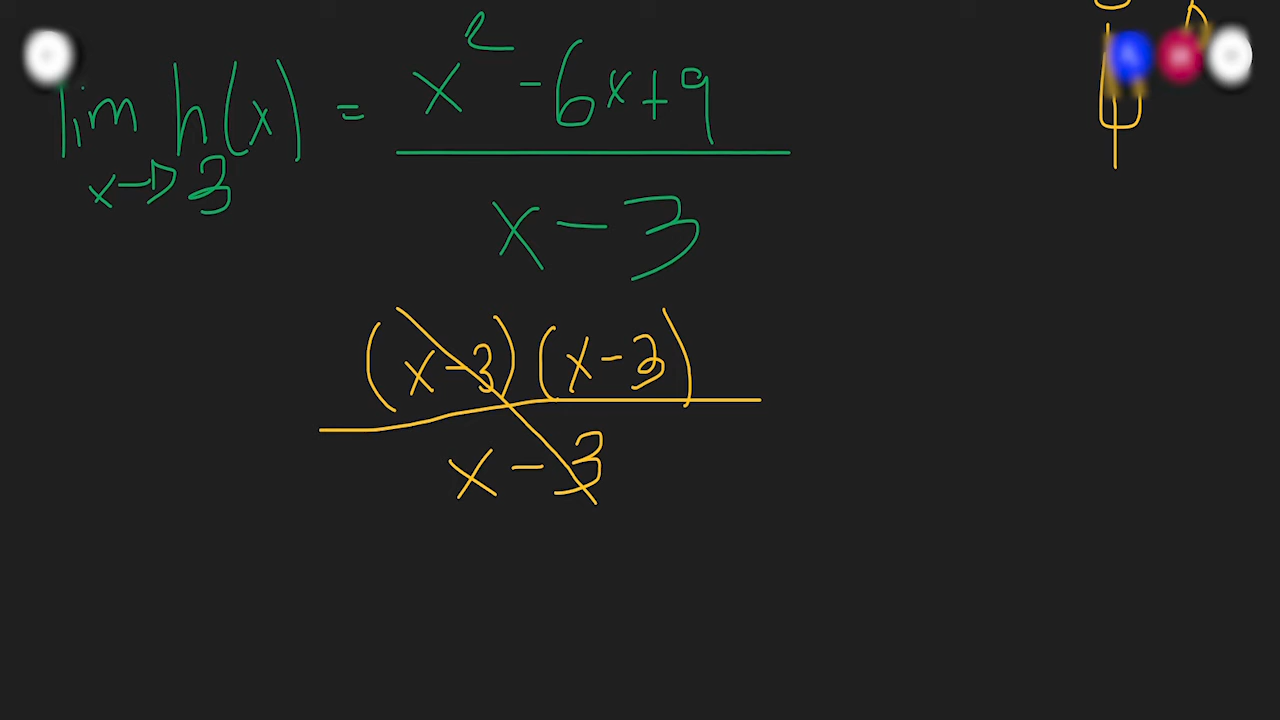 lim h(x) = x² - 6x + 9
x→3
x - 3
(x - 3)(x - 3)
x - 3